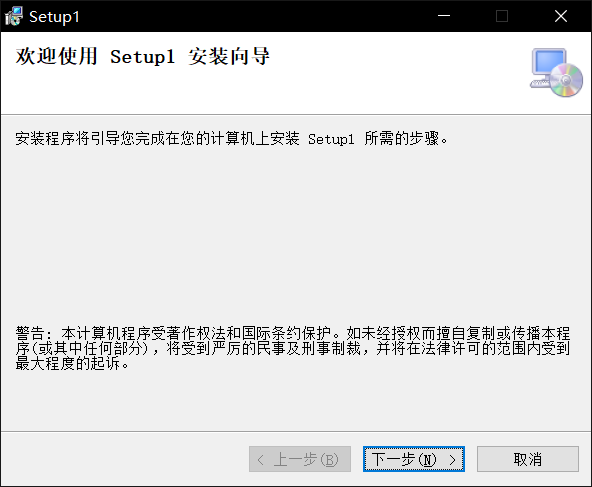 Setup1
欢迎使用 Setup1 安装向导
安装程序将引导您完成在您的计算机上安装 Setup1 所需的步骤。
警告: 本计算机程序受著作权法和国际条约保护。如未经授权而擅自复制或传播本程
序(或其中任何部分)，将受到严厉的民事及刑事制裁，并将在法律许可的范围内受到
最大程度的起诉。
< 上一步(B)
下一步(N) >
取消